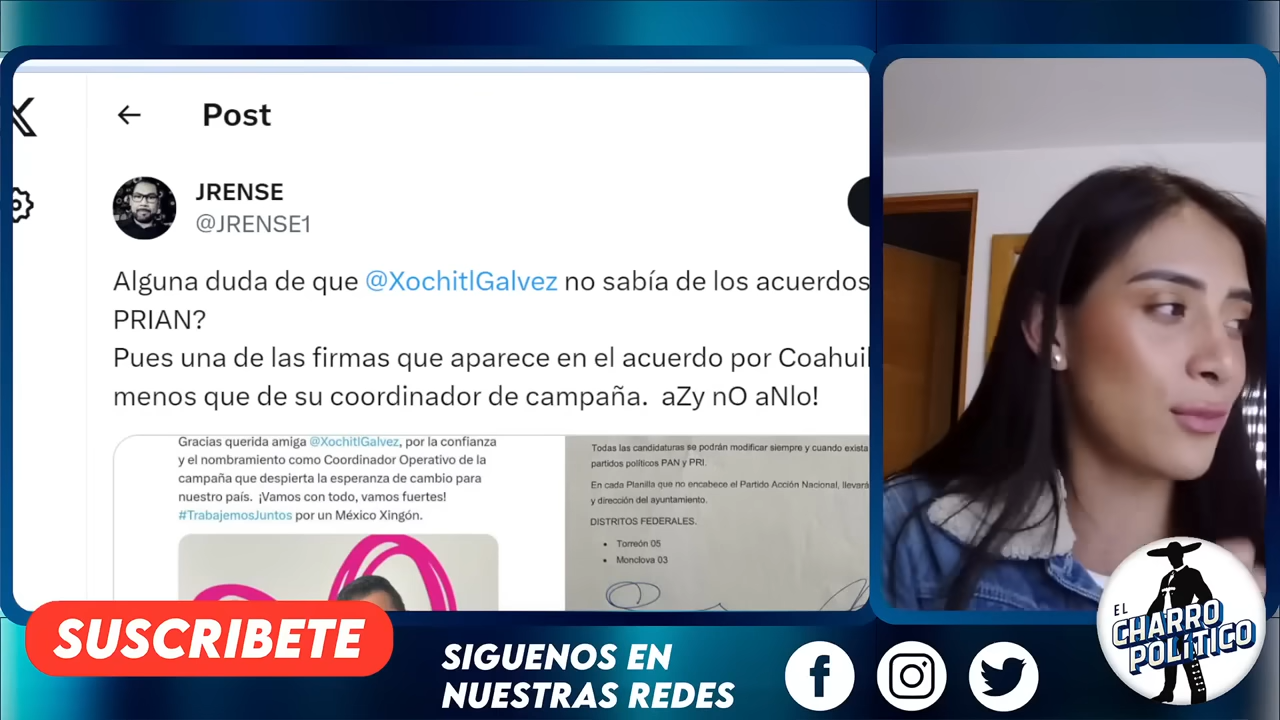 Post
JRENSE
@JRENSE1
Alguna duda de que @XochitlGalvez no sabía de los acuerdos
PRIAN?
Pues una de las firmas que aparece en el acuerdo por Coahuil
menos que de su coordinador de campaña. aZy nO aNlo!
Gracias querida amiga @XochitlGalvez, por la confianza
y el nombramiento como Coordinador Operativo de la
campaña que despierta la esperanza de cambio para
nuestro país. ¡Vamos con todo, vamos fuertes!
#TrabajemosJuntos por un México Xingón.
Todas las candidaturas se podrán modificar siempre y cuando exista
partidos políticos PAN y PRI.
En cada Planilla que no encabece el Partido Acción Nacional, llevará
y dirección del ayuntamiento.
DISTRITOS FEDERALES.
• Torreón 05
• Monclova 03
SUSCRIBETE
SIGUENOS EN
NUESTRAS REDES
EL
CHARRO
POLÍTICO